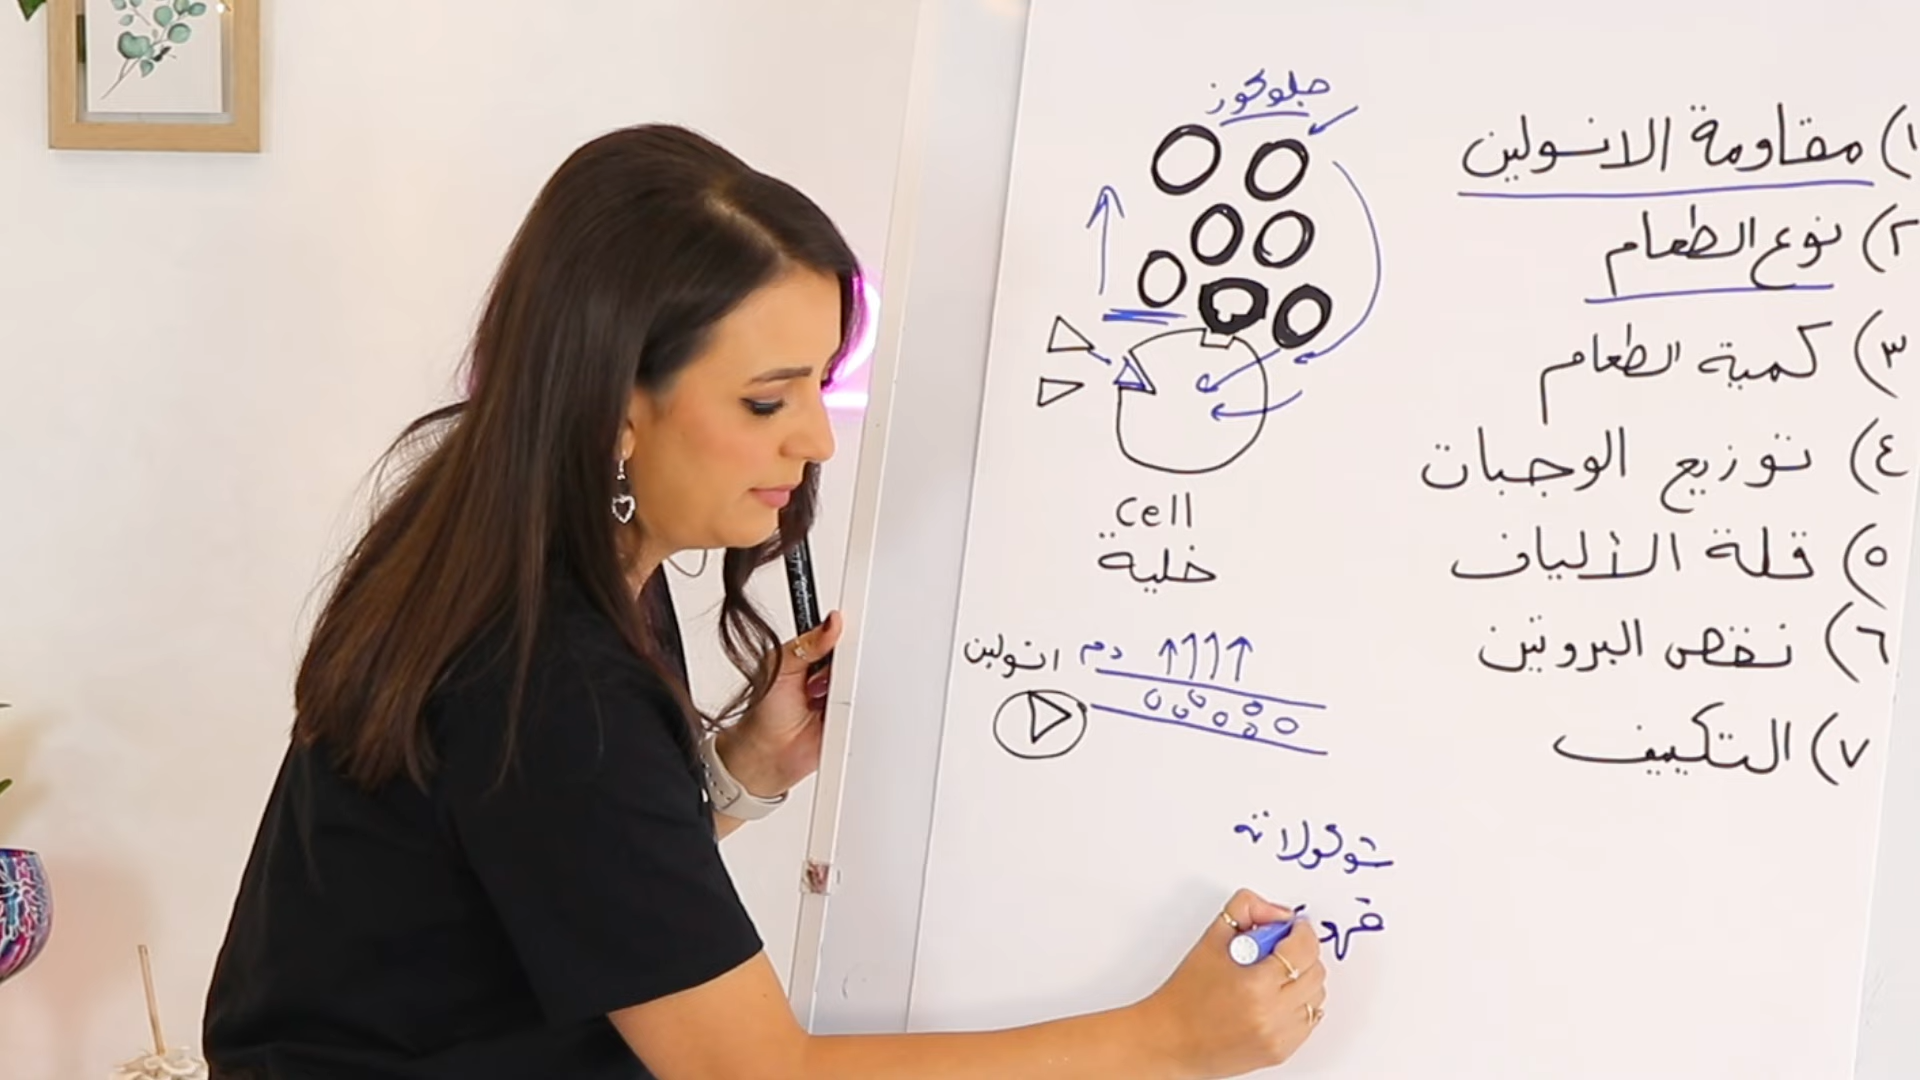 جلوكوز
١) مقاومة الانسولين
٢) نوع الطعام
٣) كمية الطعام
٤) توزيع الوجبات
٥) قلة الألياف
٦) نقص البروتين
٧) التكييف
cell
خلية
انولين
دم
شوكولاته